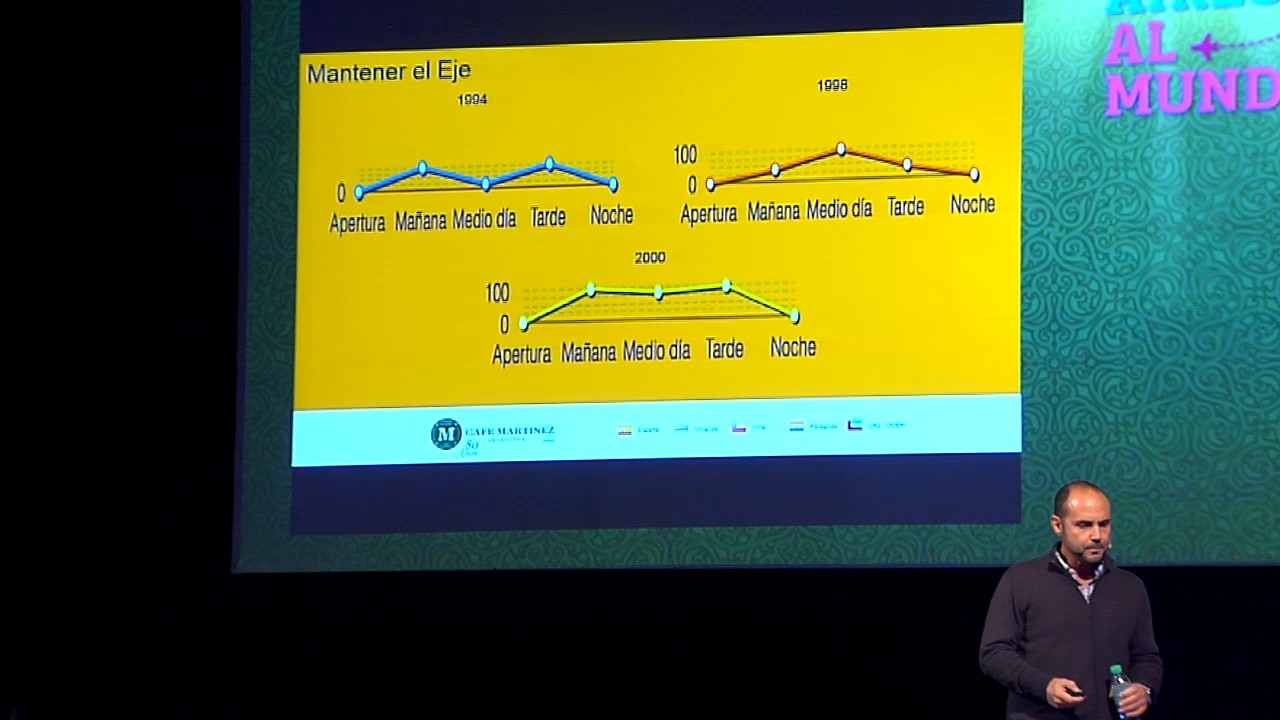 Mantener el Eje
1994
0
Apertura Mañana Medio día Tarde Noche
1998
100
0
Apertura Mañana Medio día Tarde Noche
2000
100
0
Apertura Mañana Medio día Tarde Noche
M
CAFE MARTINEZ
80
AL
MUND